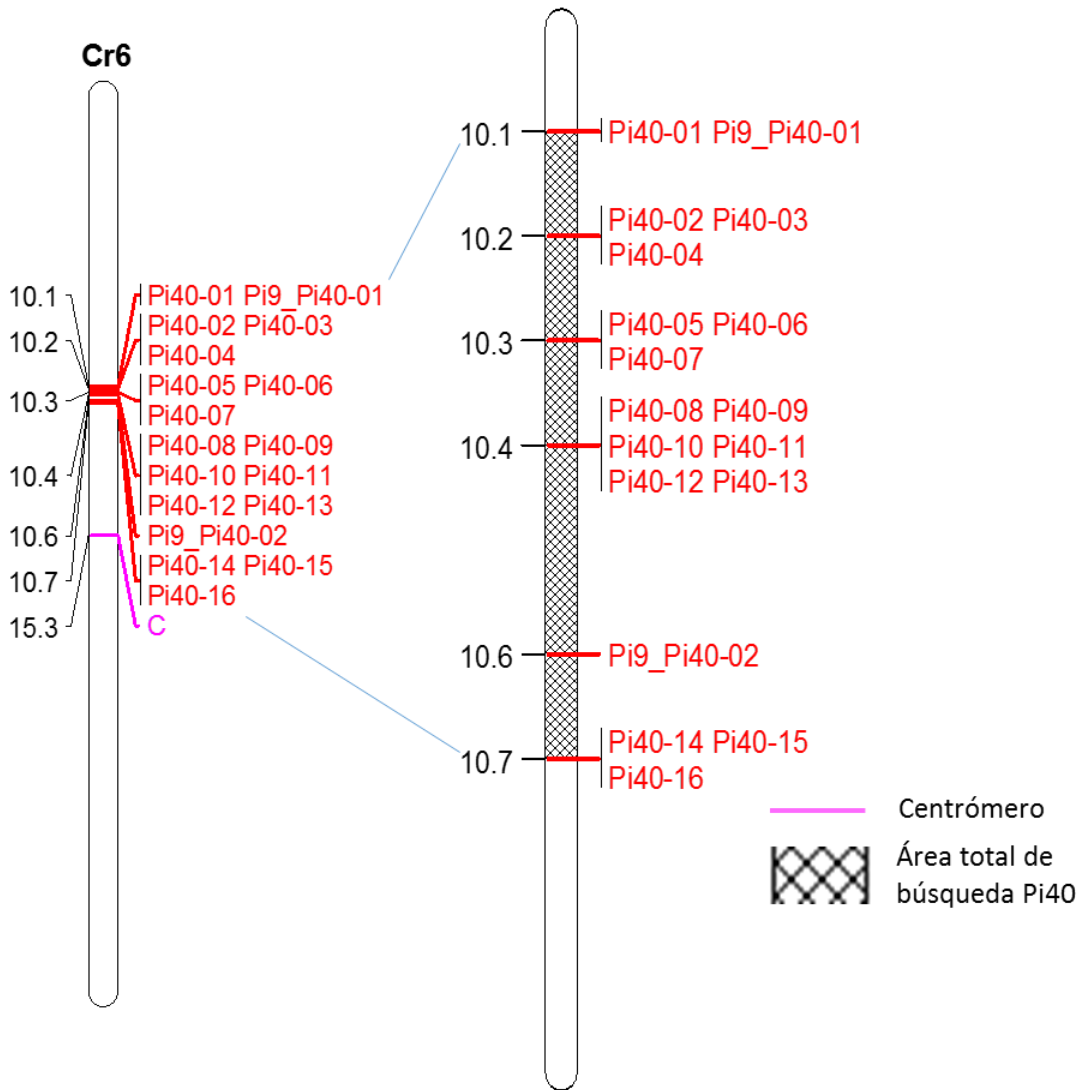 Cr6
10.1
10.2
10.3
10.4
10.6
10.7
15.3
Pi40-01 Pi9_Pi40-01
Pi40-02 Pi40-03
Pi40-04
Pi40-05 Pi40-06
Pi40-07
Pi40-08 Pi40-09
Pi40-10 Pi40-11
Pi40-12 Pi40-13
Pi9_Pi40-02
Pi40-14 Pi40-15
Pi40-16
C
10.1
10.2
10.3
10.4
10.6
10.7
Pi40-01 Pi9_Pi40-01
Pi40-02 Pi40-03
Pi40-04
Pi40-05 Pi40-06
Pi40-07
Pi40-08 Pi40-09
Pi40-10 Pi40-11
Pi40-12 Pi40-13
Pi9_Pi40-02
Pi40-14 Pi40-15
Pi40-16
Centrómero
Área total de
búsqueda Pi40